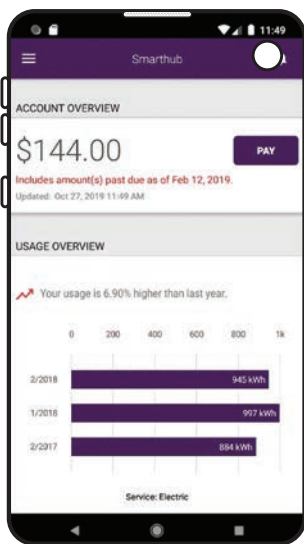 11:49
Smarthub
ACCOUNT OVERVIEW
$144.00
PAY
Includes amount(s) past due as of Feb 12, 2019.
Updated: Oct 27, 2019 11:49 AM
USAGE OVERVIEW
Your usage is 6.90% higher than last year.
0 200 400 600 800 1k
2/2018 945 kWh
1/2018 997 kWh
2/2017 884 kWh
Service: Electric